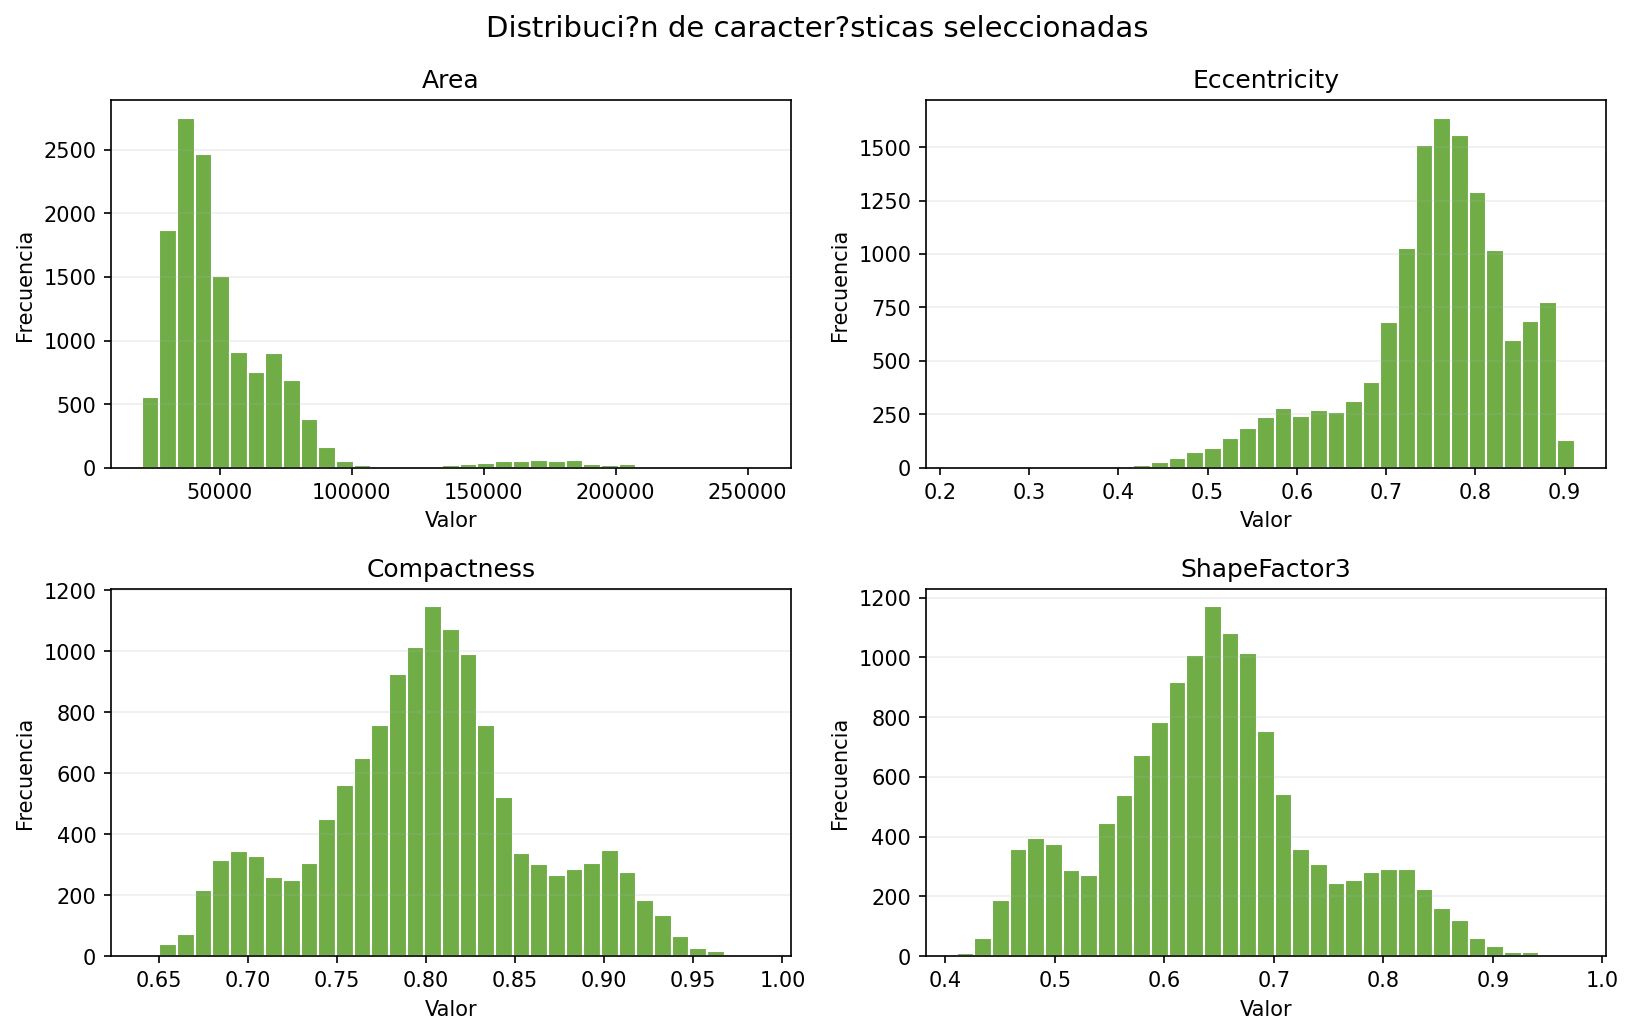 Distribuci?n de caracter?sticas seleccionadas
Area
Frecuencia
2500
2000
1500
1000
500
0
50000 100000 150000 200000 250000
Valor
Eccentricity
Frecuencia
1500
1250
1000
750
500
250
0
0.2 0.3 0.4 0.5 0.6 0.7 0.8 0.9
Valor
Compactness
Frecuencia
1200
1000
800
600
400
200
0
0.65 0.70 0.75 0.80 0.85 0.90 0.95 1.00
Valor
ShapeFactor3
Frecuencia
1200
1000
800
600
400
200
0
0.4 0.5 0.6 0.7 0.8 0.9 1.0
Valor